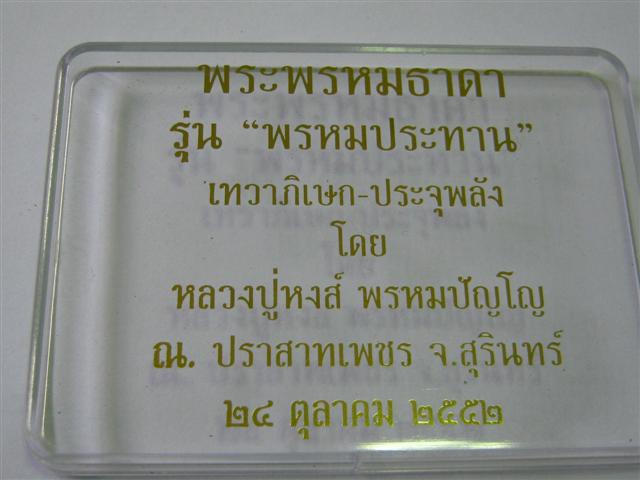 พระพรหมธาดา
รุ่น “พรหมประทาน”
เทวาภิเษก-ประจุพลัง
โดย
หลวงปู่หงส์ พรหมปัญโญ
ณ. ปราสาทเพชร จ.สุรินทร์
๒๔ ตุลาคม ๒๕๕๒